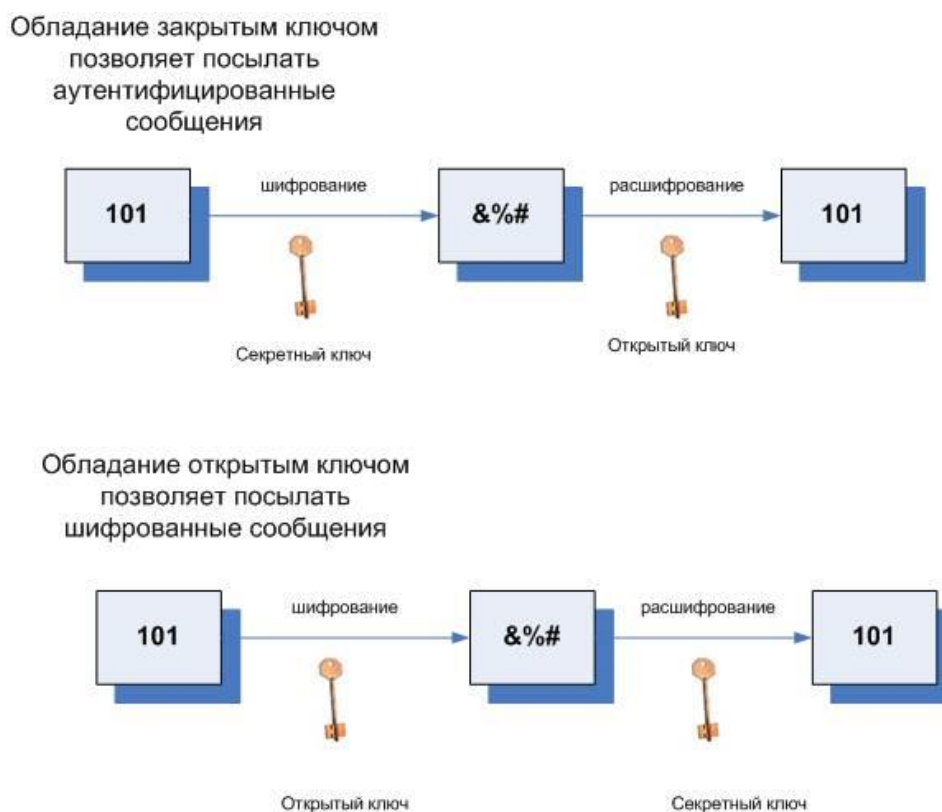 Обладание закрытым ключом
позволяет посылать
аутентифицированные
сообщения
шифрование
расшифрование
101
&%#
101
Секретный ключ
Открытый ключ
Обладание открытым ключом
позволяет посылать
шифрованные сообщения
шифрование
расшифрование
101
&%#
101
Открытый ключ
Секретный ключ